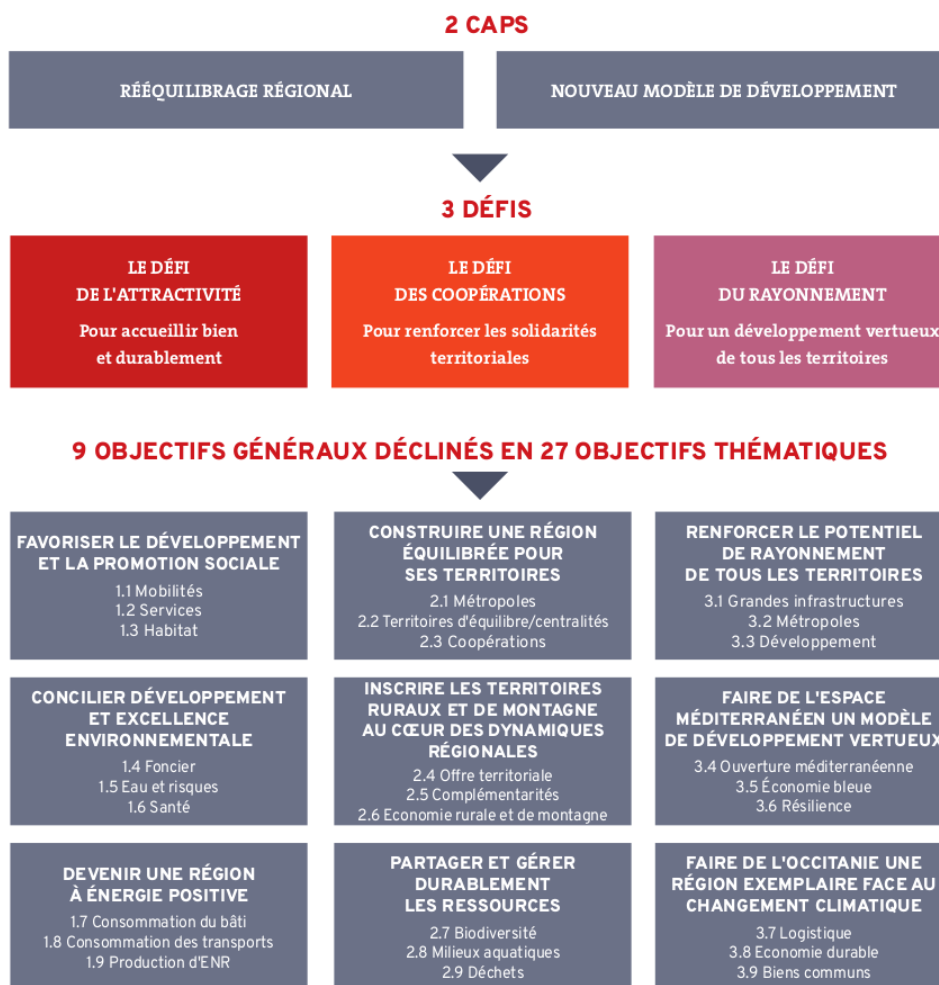 2 CAPS
RÉÉQUILIBRAGE RÉGIONAL
NOUVEAU MODÈLE DE DÉVELOPPEMENT
3 DÉFIS
LE DÉFI
DE L'ATTRACTIVITÉ
Pour accueillir bien
et durablement
LE DÉFI
DES COOPÉRATIONS
Pour renforcer les solidarités
territoriales
LE DÉFI
DU RAYONNEMENT
Pour un développement vertueux
de tous les territoires
9 OBJECTIFS GÉNÉRAUX DÉCLINÉS EN 27 OBJECTIFS THÉMATIQUES
FAVORISER LE DÉVELOPPEMENT
ET LA PROMOTION SOCIALE
1.1 Mobilités
1.2 Services
1.3 Habitat
CONSTRUIRE UNE RÉGION
ÉQUILIBRÉE POUR
SES TERRITOIRES
2.1 Métropoles
2.2 Territoires d'équilibre/centralités
2.3 Coopérations
RENFORCER LE POTENTIEL
DE RAYONNEMENT
DE TOUS LES TERRITOIRES
3.1 Grandes infrastructures
3.2 Métropoles
3.3 Développement
CONCILIER DÉVELOPPEMENT
ET EXCELLENCE
ENVIRONNEMENTALE
1.4 Foncier
1.5 Eau et risques
1.6 Santé
INSCRIRE LES TERRITOIRES
RURAUX ET DE MONTAGNE
AU CŒUR DES DYNAMIQUES
RÉGIONALES
2.4 Offre territoriale
2.5 Complémentarités
2.6 Economie rurale et de montagne
FAIRE DE L'ESPACE
MÉDITERRANÉEN UN MODÈLE
DE DÉVELOPPEMENT VERTUEUX
3.4 Ouverture méditerranéenne
3.5 Économie bleue
3.6 Résilience
DEVENIR UNE RÉGION
À ÉNERGIE POSITIVE
1.7 Consommation du bâti
1.8 Consommation des transports
1.9 Production d'ENR
PARTAGER ET GÉRER
DURABLEMENT
LES RESSOURCES
2.7 Biodiversité
2.8 Milieux aquatiques
2.9 Déchets
FAIRE DE L'OCCITANIE UNE
RÉGION EXEMPLAIRE FACE AU
CHANGEMENT CLIMATIQUE
3.7 Logistique
3.8 Economie durable
3.9 Biens communs